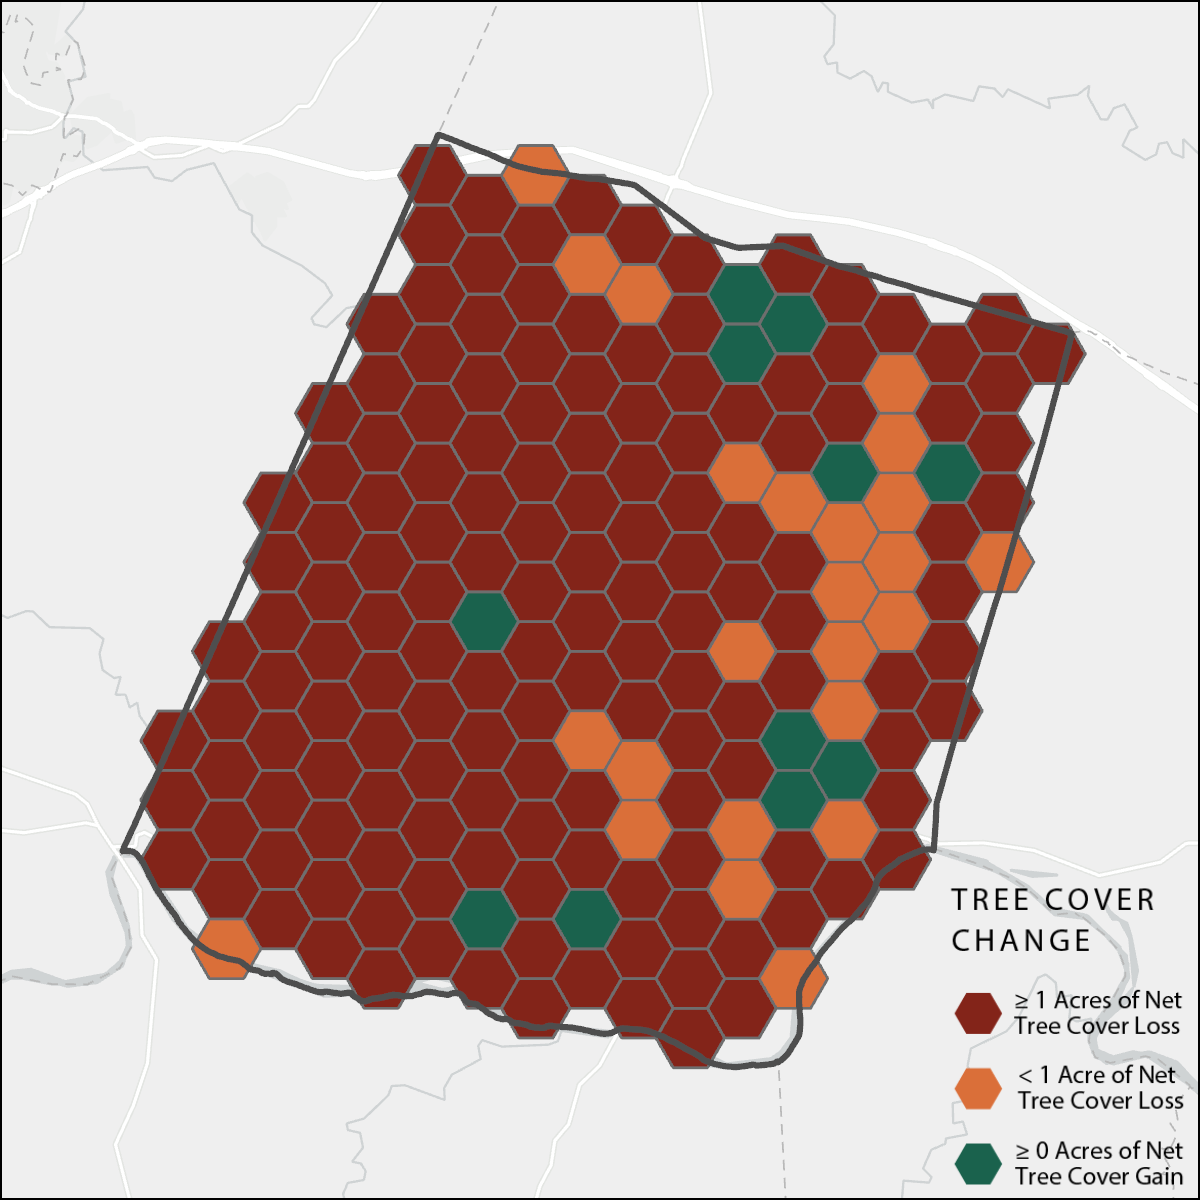 TREE COVER
CHANGE
≥ 1 Acres of Net
Tree Cover Loss
< 1 Acre of Net
Tree Cover Loss
≥ 0 Acres of Net
Tree Cover Gain